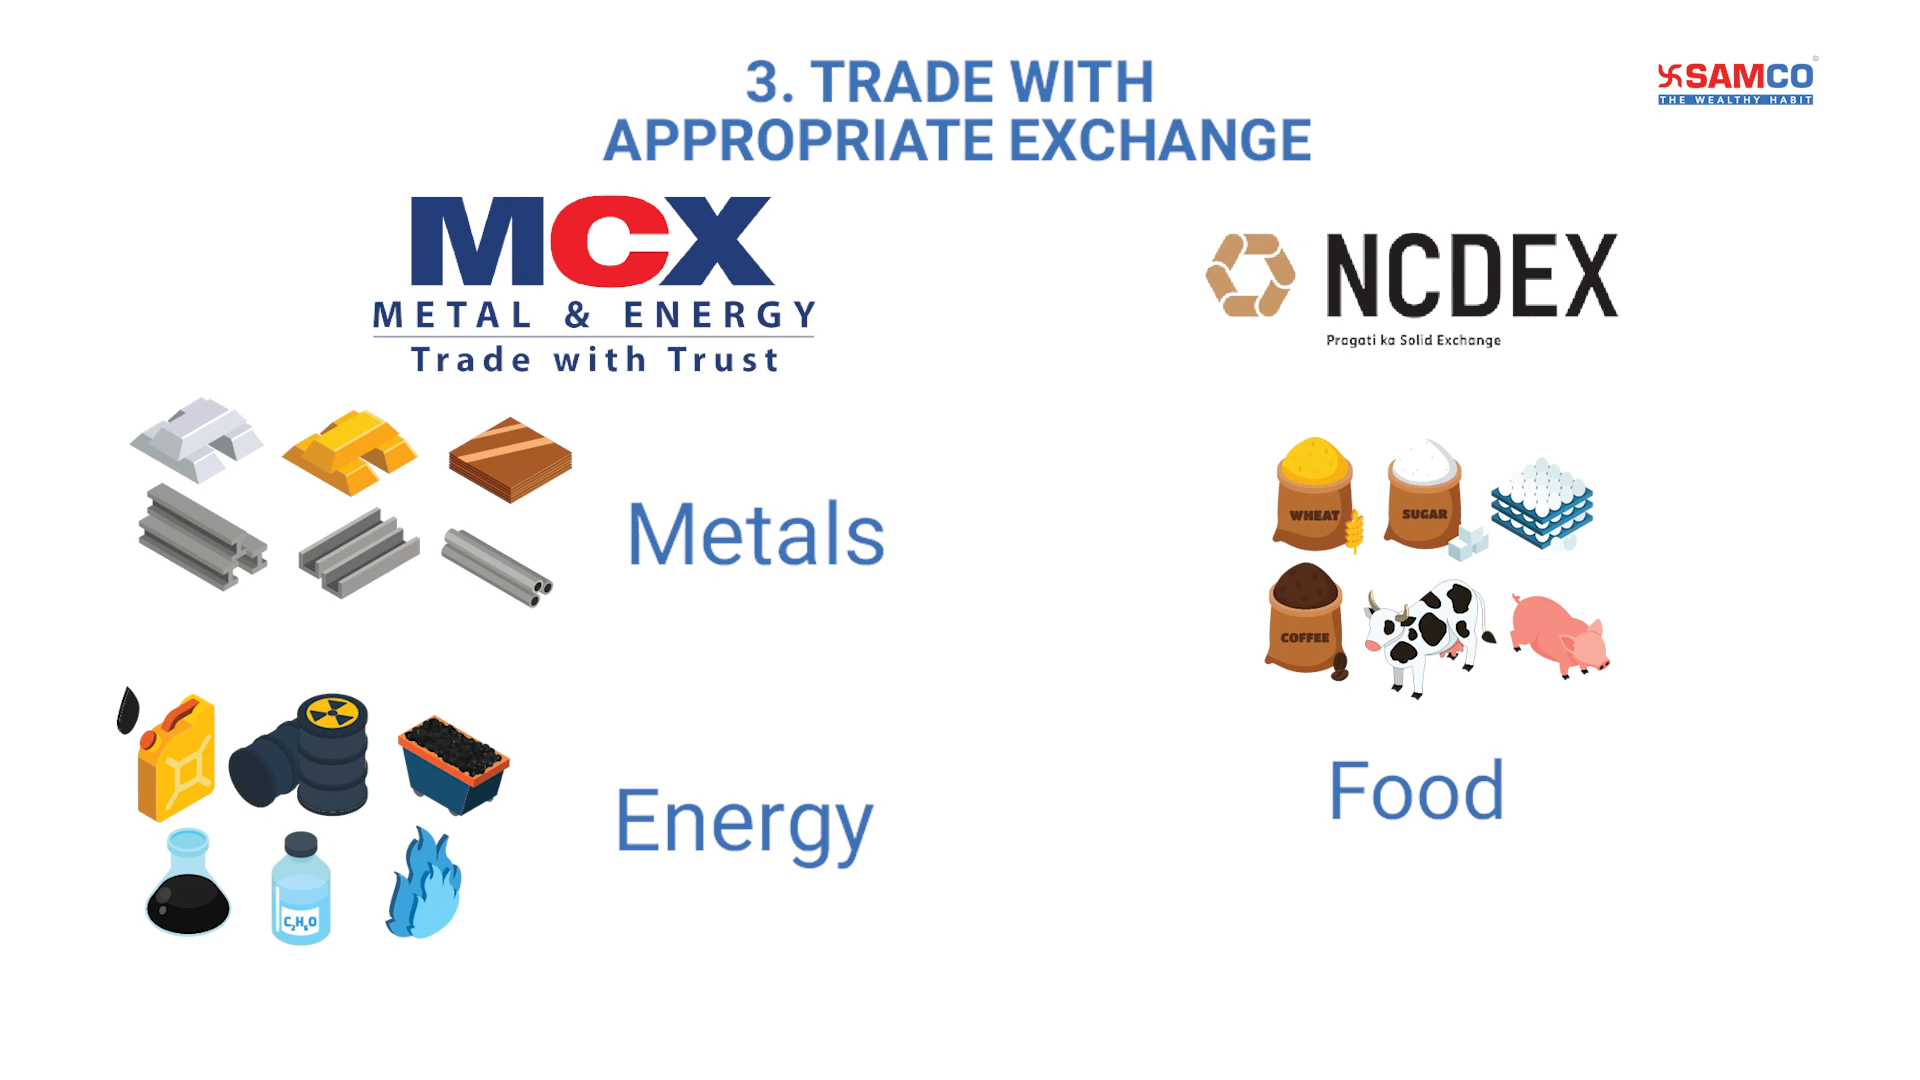 3. TRADE WITH
APPROPRIATE EXCHANGE
SAMCO®
THE WEALTHY HABIT
MCX
METAL & ENERGY
Trade with Trust
NCDEX
Pragati ka Solid Exchange
Metals
WHEAT
SUGAR
COFFEE
Energy
C₂H₆O
Food